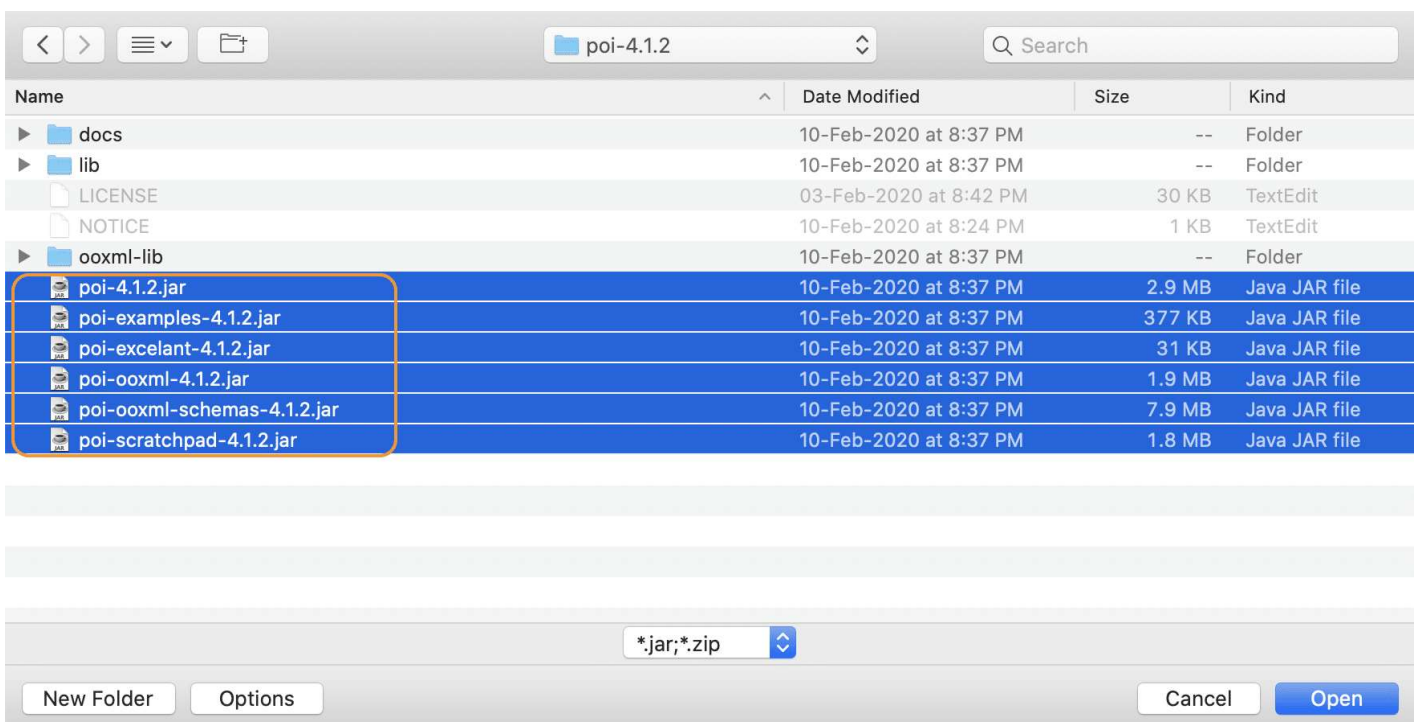 poi-4.1.2
Search
Name Date Modified Size Kind
docs 10-Feb-2020 at 8:37 PM -- Folder
lib 10-Feb-2020 at 8:37 PM -- Folder
LICENSE 03-Feb-2020 at 8:42 PM 30 KB TextEdit
NOTICE 10-Feb-2020 at 8:24 PM 1 KB TextEdit
ooxml-lib 10-Feb-2020 at 8:37 PM -- Folder
JAR poi-4.1.2.jar 10-Feb-2020 at 8:37 PM 2.9 MB Java JAR file
JAR poi-examples-4.1.2.jar 10-Feb-2020 at 8:37 PM 377 KB Java JAR file
JAR poi-excelant-4.1.2.jar 10-Feb-2020 at 8:37 PM 31 KB Java JAR file
JAR poi-ooxml-4.1.2.jar 10-Feb-2020 at 8:37 PM 1.9 MB Java JAR file
JAR poi-ooxml-schemas-4.1.2.jar 10-Feb-2020 at 8:37 PM 7.9 MB Java JAR file
JAR poi-scratchpad-4.1.2.jar 10-Feb-2020 at 8:37 PM 1.8 MB Java JAR file
*.jar;*.zip
New Folder Options Cancel Open